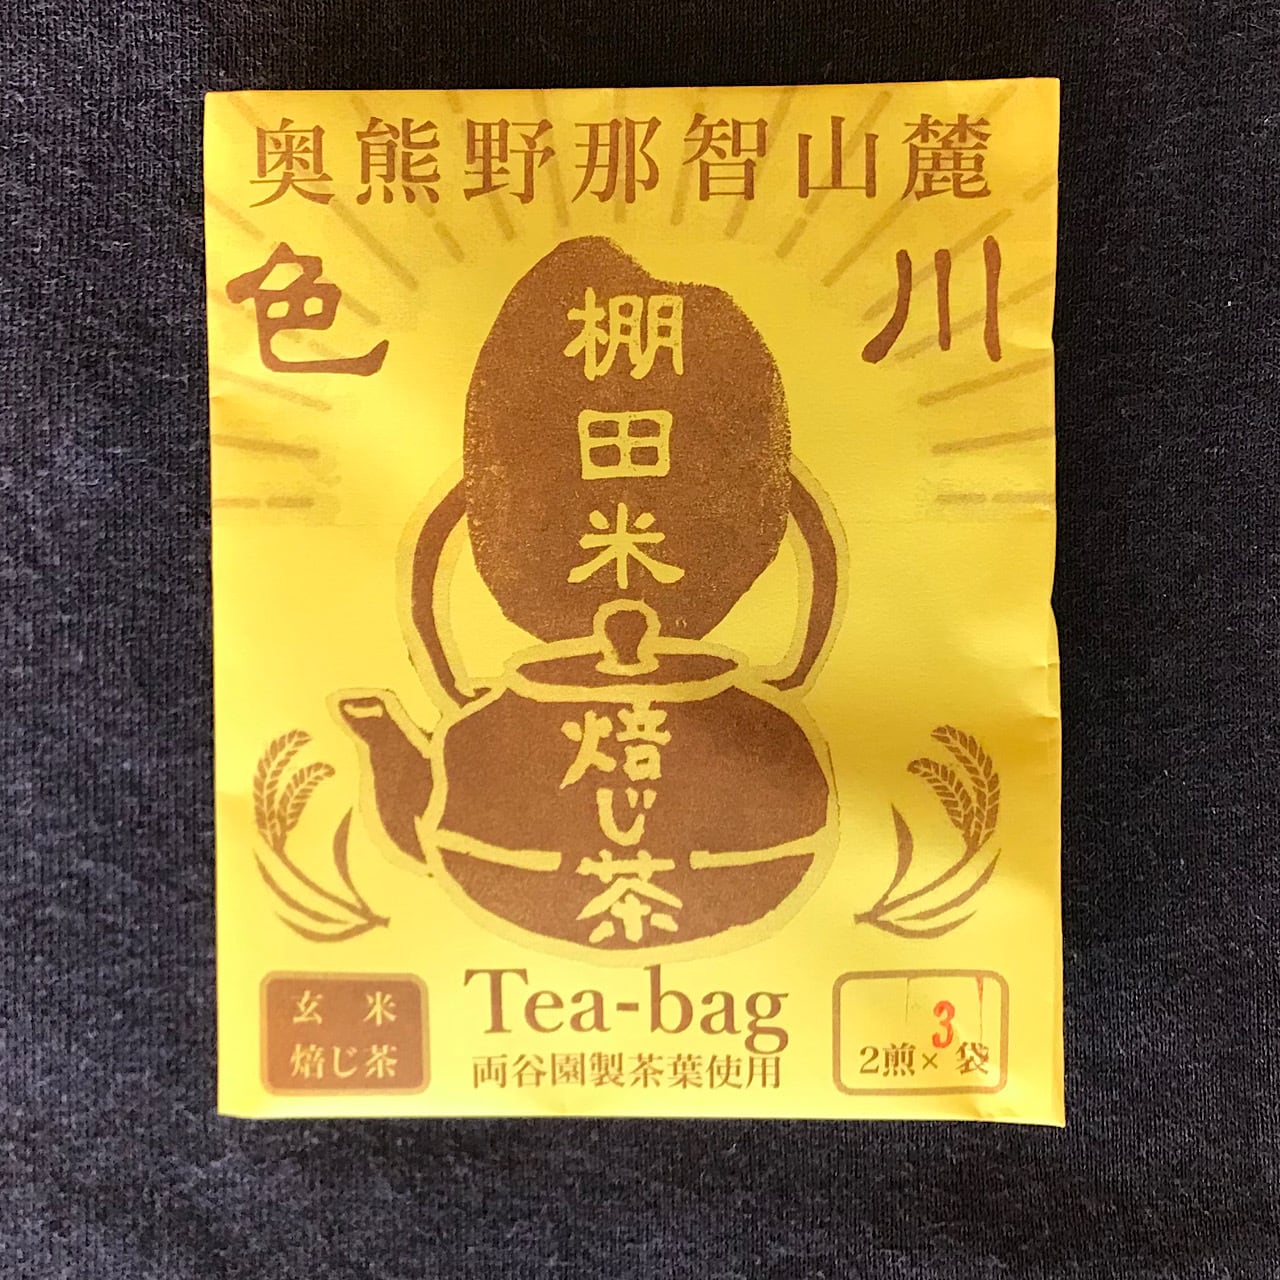 奥熊野那智山麓
色川
棚田米
焙じ茶
玄米
焙じ茶
Tea-bag
両谷園製茶葉使用
2煎×3袋